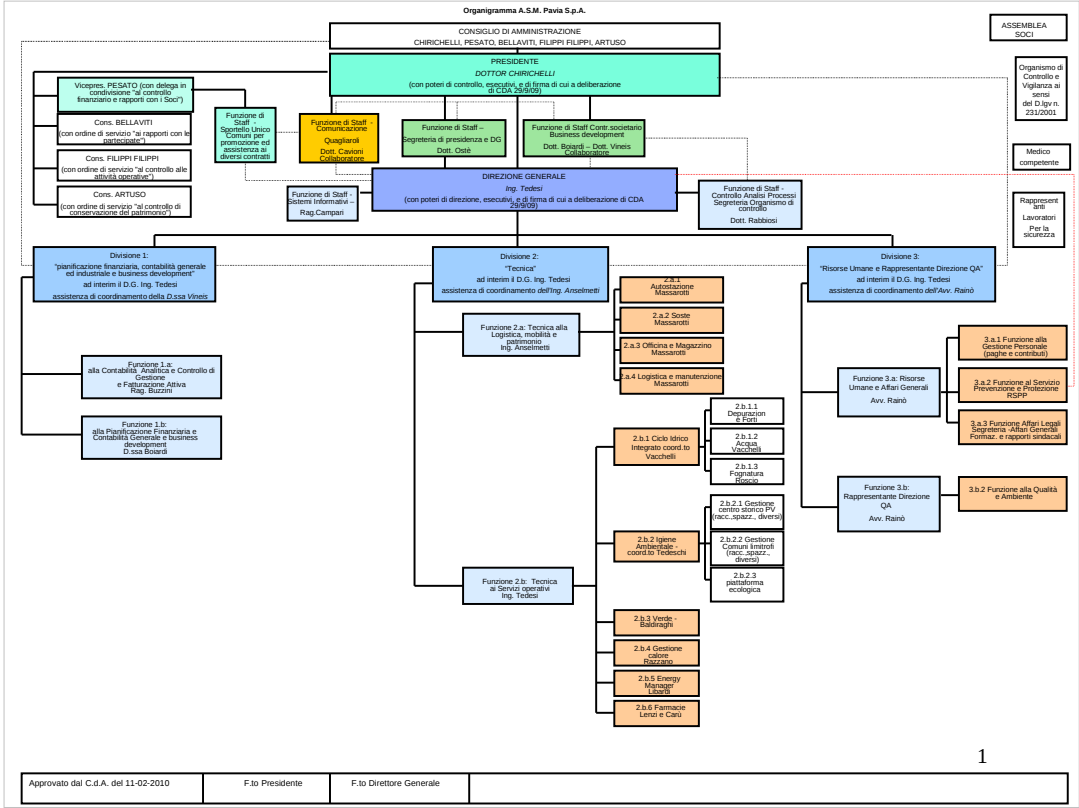 Organigramma A.S.M. Pavia S.p.A.
CONSIGLIO DI AMMINISTRAZIONE
CHIRICHELLI, PESATO, BELLAVITI, FILIPPI FILIPPI, ARTUSO
ASSEMBLEA
SOCI
PRESIDENTE
DOTTOR CHIRICHELLI
(con poteri di controllo, esecutivi, e di firma di cui a deliberazione
di CDA 29/9/09)
Organismo di
Controllo e
Vigilanza ai
sensi
del D.lgv n.
231/2001
Vicepres. PESATO (con delega in
condivisione "al controllo
finanziario e rapporti con i Soci")
Cons. BELLAVITI
(con ordine di servizio "ai rapporti con le
partecipate")
Cons. FILIPPI FILIPPI
(con ordine di servizio "al controllo alle
attività operative")
Cons. ARTUSO
(con ordine di servizio "al controllo di
conservazione del patrimonio")
Funzione di
Staff -
Sportello Unico
Comuni per
promozione ed
assistenza ai
diversi contratti
Funzione di Staff -
Comunicazione
Quagliaroli
Dott. Cavioni
Collaboratore
Funzione di Staff –
Segreteria di presidenza e DG
Dott. Ostè
Funzione di Staff Contr.societario
Business development
Dott. Boiardi – Dott. Vineis
Collaboratore
Medico
competente
DIREZIONE GENERALE
Ing. Tedesi
(con poteri di direzione, esecutivi, e di firma di cui a deliberazione di CDA
29/9/09)
Funzione di Staff -
Sistemi Informativi –
Rag.Campari
Funzione di Staff -
Controllo Analisi Processi
Segreteria Organismo di
controllo
Dott. Rabbiosi
Rappresent
anti
Lavoratori
Per la
sicurezza
Divisione 1:
"pianificazione finanziaria, contabilità generale
ed industriale e business development"
ad interim il D.G. Ing. Tedesi
assistenza di coordinamento della D.ssa Vineis
Divisione 2:
"Tecnica"
ad interim il D.G. Ing. Tedesi
assistenza di coordinamento dell'Ing. Anselmetti
Divisione 3:
"Risorse Umane e Rappresentante Direzione QA"
ad interim il D.G. Ing. Tedesi
assistenza di coordinamento dell'Avv. Rainò
Funzione 1.a:
alla Contabilità Analitica e Controllo di
Gestione
e Fatturazione Attiva
Rag. Buzzini
Funzione 1.b:
alla Pianificazione Finanziaria e
Contabilità Generale e business
development
D.ssa Boiardi
Funzione 2.a: Tecnica alla
Logistica, mobilità e
patrimonio
Ing. Anselmetti
2.a.1
Autostazione
Massarotti
2.a.2 Soste
Massarotti
2.a.3 Officina e Magazzino
Massarotti
2.a.4 Logistica e manutenzione
Massarotti
Funzione 2.b: Tecnica
ai Servizi operativi
Ing. Tedesi
2.b.1 Ciclo Idrico
Integrato coord.to
Vacchelli
2.b.1.1
Depurazion
e Forti
2.b.1.2
Acqua
Vacchelli
2.b.1.3
Fognatura
Roscio
2.b.2 Igiene
Ambientale -
coord.to Tedeschi
2.b.2.1 Gestione
centro storico PV
(racc.,spazz., diversi)
2.b.2.2 Gestione
Comuni limitrofi
(racc.,spazz.,
diversi)
2.b.2.3
piattaforma
ecologica
2.b.3 Verde -
Baldiraghi
2.b.4 Gestione
calore
Razzano
2.b.5 Energy
Manager
Libardi
2.b.6 Farmacie
Lenzi e Carù
Funzione 3.a: Risorse
Umane e Affari Generali
Avv. Rainò
3.a.1 Funzione alla
Gestione Personale
(paghe e contributi)
3.a.2 Funzione al Servizio
Prevenzione e Protezione
RSPP
3.a.3 Funzione Affari Legali
Segreteria -Affari Generali
Formaz. e rapporti sindacali
Funzione 3.b:
Rappresentante Direzione
QA
Avv. Rainò
3.b.2 Funzione alla Qualità
e Ambiente
1
Approvato dal C.d.A. del 11-02-2010
F.to Presidente
F.to Direttore Generale